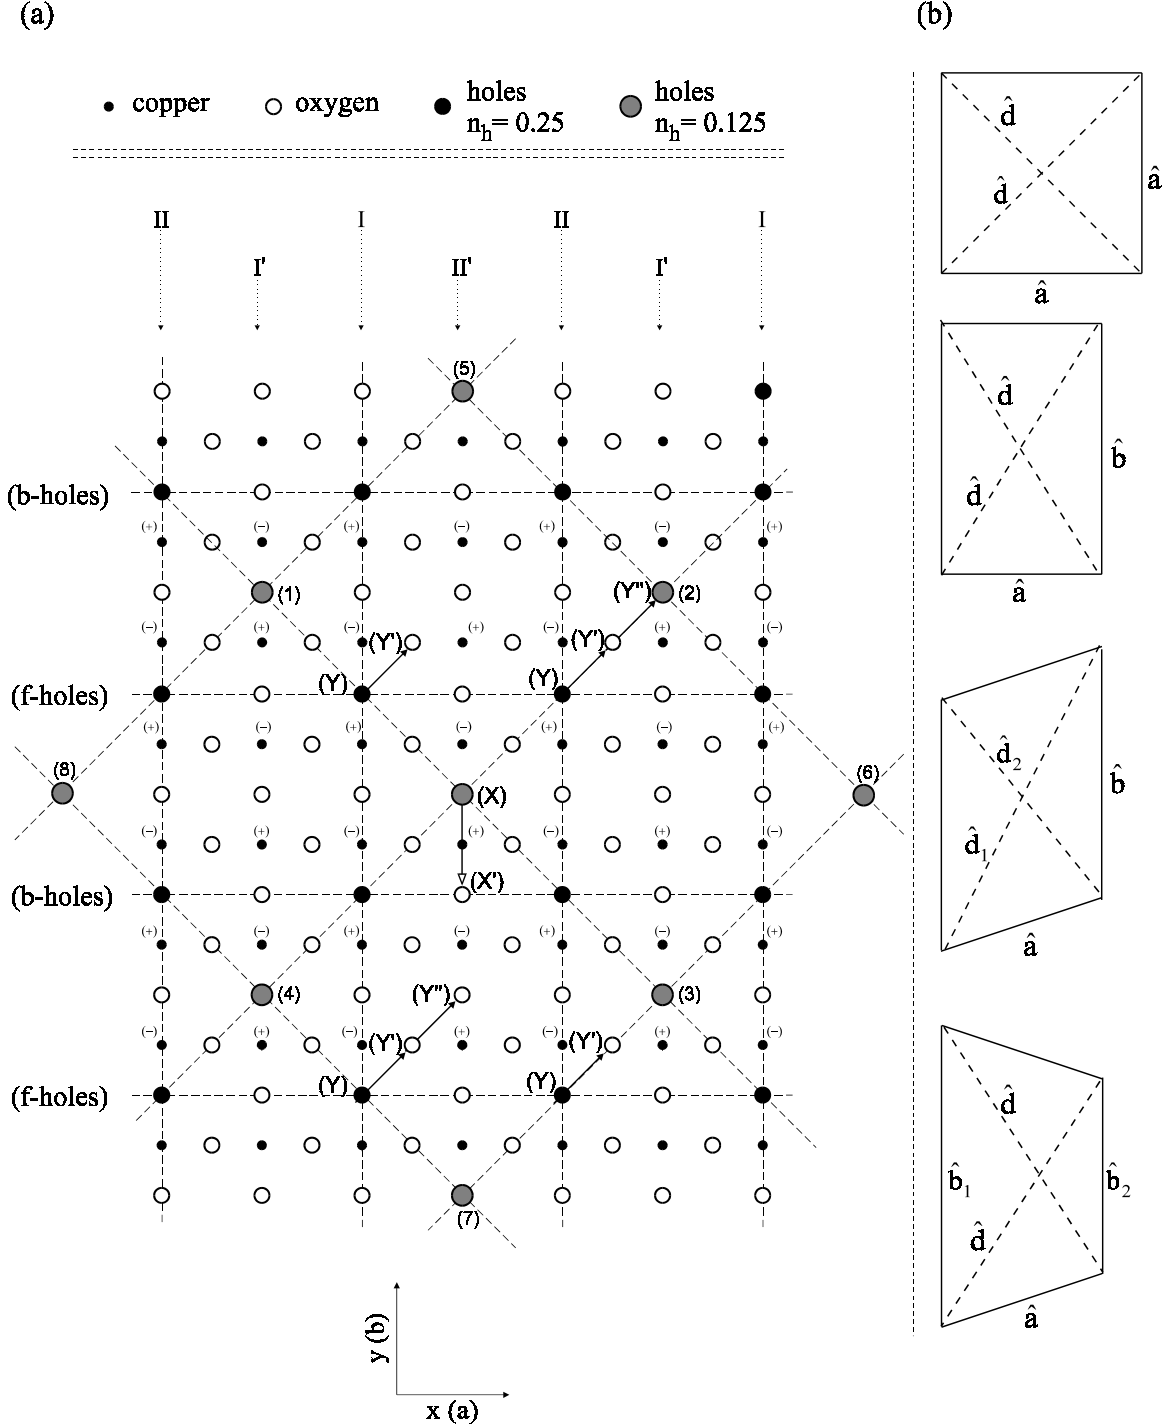 (a)
(b)
copper
oxygen
holes
n_h= 0.25
holes
n_h= 0.125
II
I
II
I
I'
II'
I'
(5)
(b-holes)
(+) (−) (+) (−) (+) (−) (+)
(1)
(Y'')
(2)
(−) (+) (−) (+) (−) (+) (−)
(Y')
(Y')
(f-holes)
(Y)
(Y)
(+) (−) (+) (−) (+) (−) (+)
(8)
(6)
(X)
(−) (+) (−) (+) (−) (+) (−)
(X')
(b-holes)
(+) (−) (+) (−) (+) (−) (+)
(4)
(Y'')
(3)
(−) (+) (−) (+) (−) (+) (−)
(Y')
(Y')
(f-holes)
(Y)
(Y)
(7)
y (b)
x (a)
d̂
d̂
â
â
d̂
b̂
d̂
â
d̂₂
b̂
d̂₁
â
d̂
b̂₁
b̂₂
d̂
â